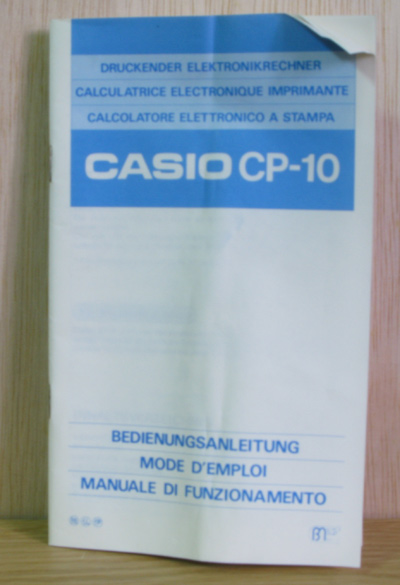 DRUCKENDER ELEKTRONIKRECHNER
CALCULATRICE ELECTRONIQUE IMPRIMANTE
CALCOLATORE ELETTRONICO A STAMPA
CASIO CP-10
BEDIENUNGSANLEITUNG
MODE D'EMPLOI
MANUALE DI FUNZIONAMENTO